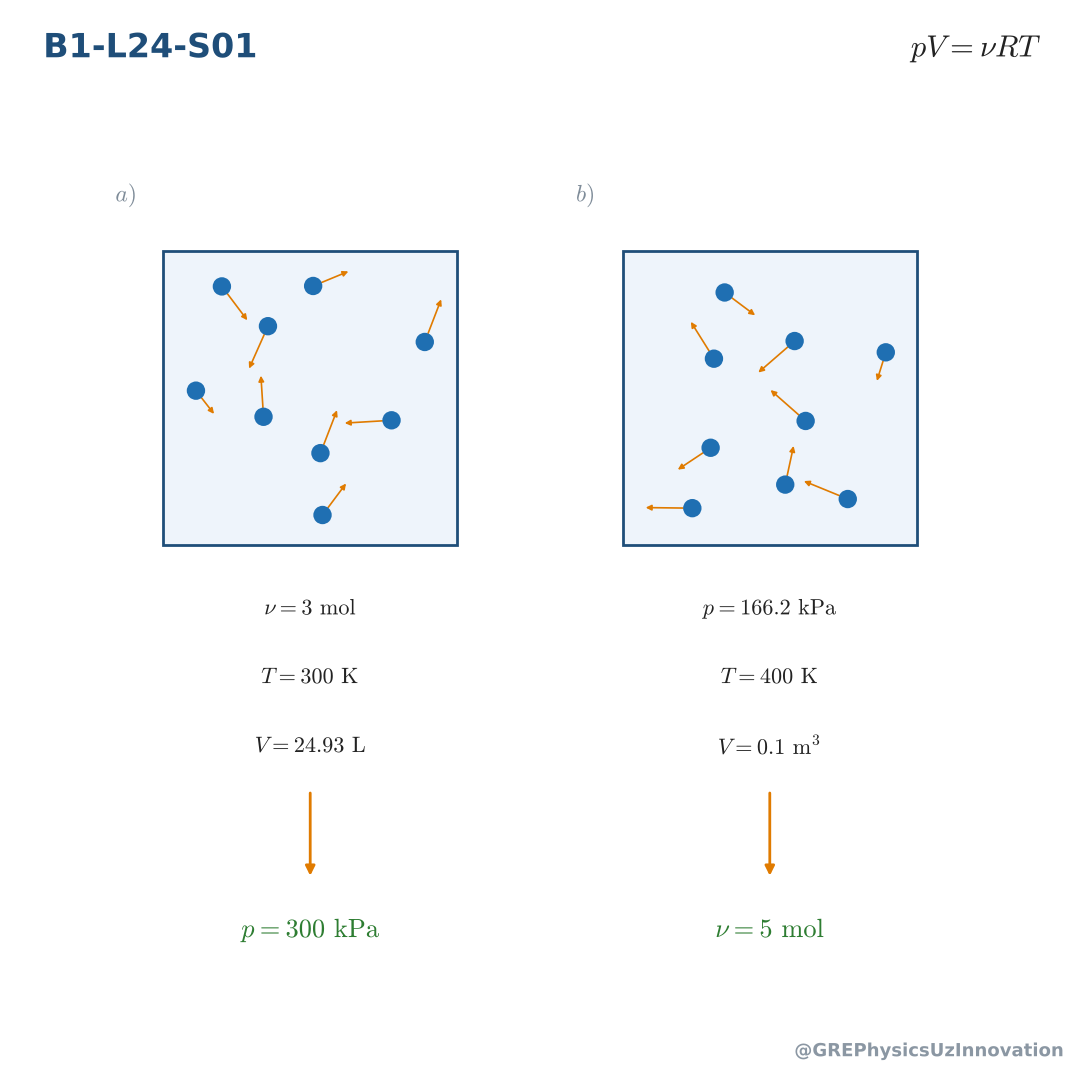 B1-L24-S01
pV = νRT
a)
ν = 3 mol
T = 300 K
V = 24.93 L
p = 300 kPa
b)
p = 166.2 kPa
T = 400 K
V = 0.1 m³
ν = 5 mol
@GREPhysicsUzInnovation